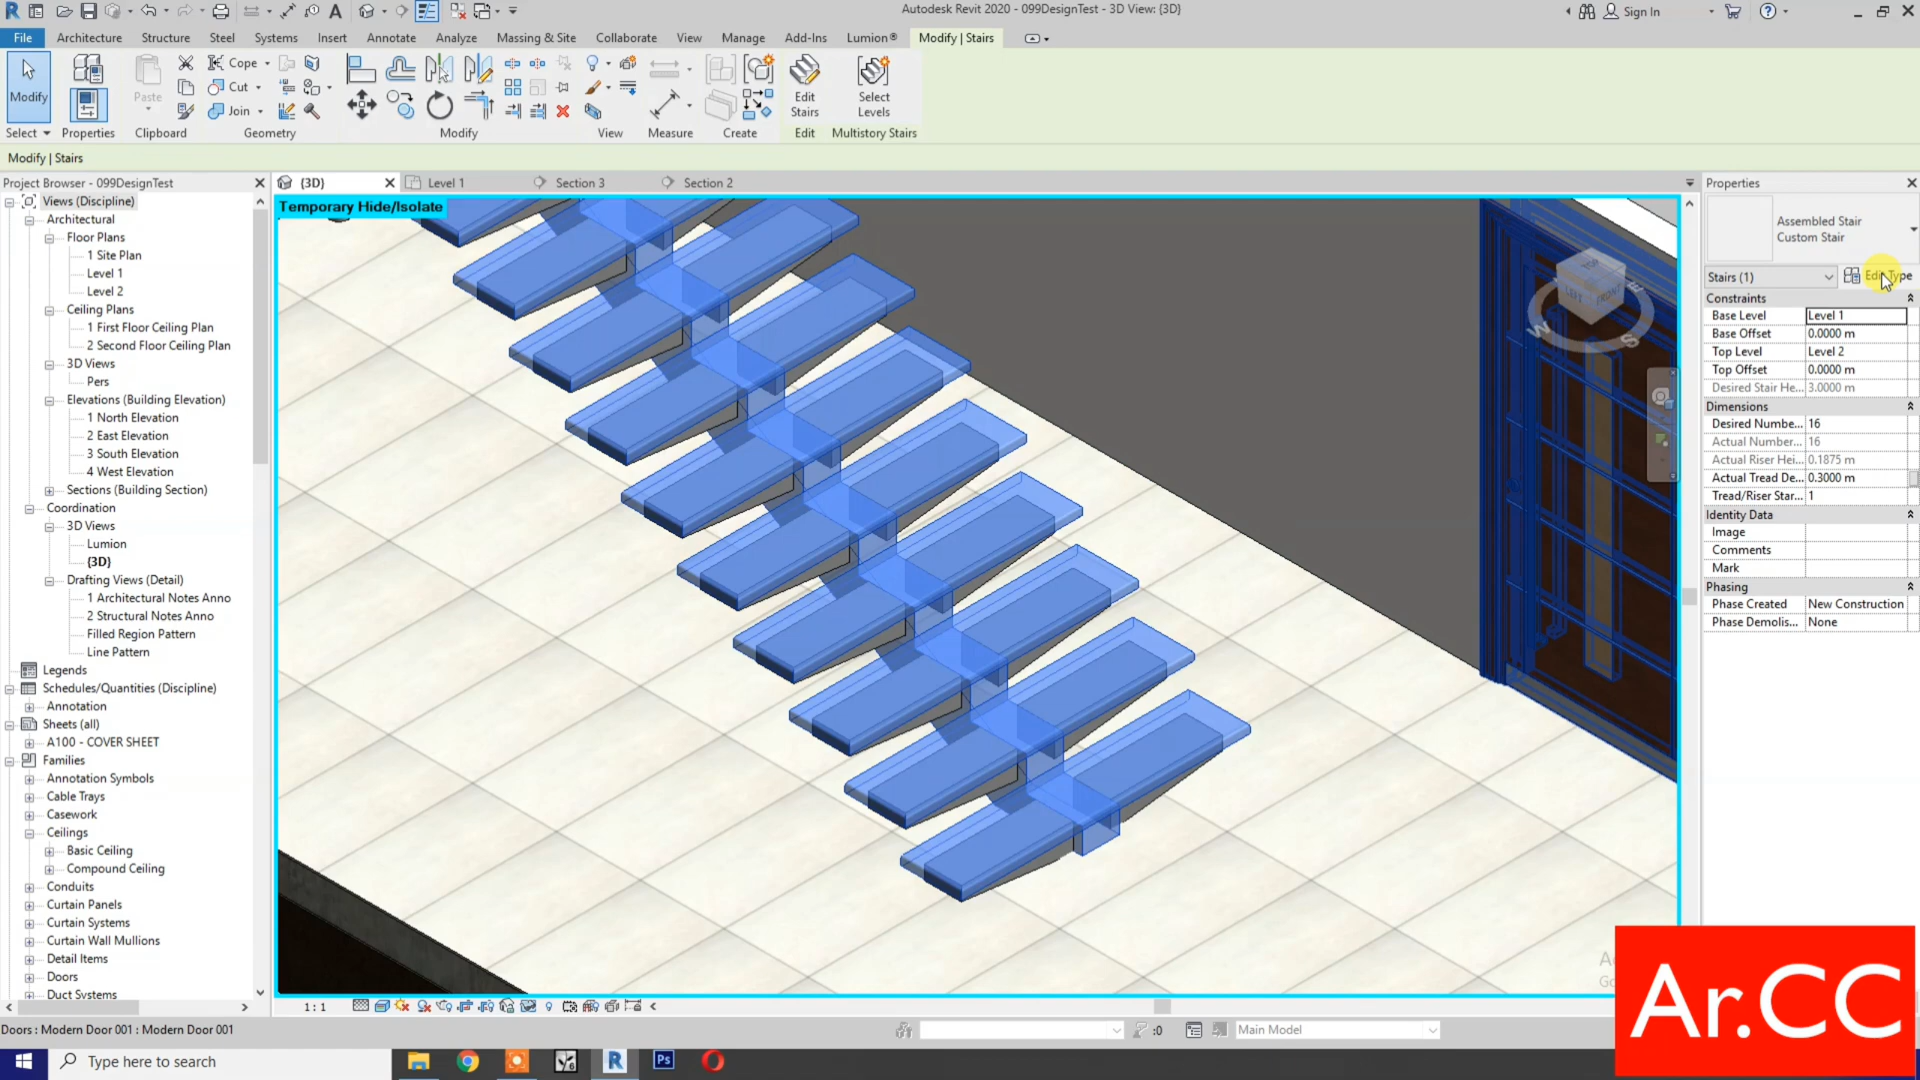 Autodesk Revit 2020 - 099DesignTest - 3D View: {3D}
Sign In
File
Architecture
Structure
Steel
Systems
Insert
Annotate
Analyze
Massing & Site
Collaborate
View
Manage
Add-Ins
Lumion®
Modify | Stairs
Modify
Paste
Cope
Cut
Join
Edit
Stairs
Select
Levels
Select
Properties
Clipboard
Geometry
Modify
View
Measure
Create
Edit
Multistory Stairs
Modify | Stairs
Project Browser - 099DesignTest
Views (Discipline)
Architectural
Floor Plans
1 Site Plan
Level 1
Level 2
Ceiling Plans
1 First Floor Ceiling Plan
2 Second Floor Ceiling Plan
3D Views
Pers
Elevations (Building Elevation)
1 North Elevation
2 East Elevation
3 South Elevation
4 West Elevation
Sections (Building Section)
Coordination
3D Views
Lumion
{3D}
Drafting Views (Detail)
1 Architectural Notes Anno
2 Structural Notes Anno
Filled Region Pattern
Line Pattern
Legends
Schedules/Quantities (Discipline)
Annotation
Sheets (all)
A100 - COVER SHEET
Families
Annotation Symbols
Cable Trays
Casework
Ceilings
Basic Ceiling
Compound Ceiling
Conduits
Curtain Panels
Curtain Systems
Curtain Wall Mullions
Detail Items
Doors
Duct Systems
{3D}
Level 1
Section 3
Section 2
Temporary Hide/Isolate
TOP
LEFT
FRONT
W
S
E
Properties
Assembled Stair
Custom Stair
Stairs (1)
Edit Type
Constraints
Base Level Level 1
Base Offset 0.0000 m
Top Level Level 2
Top Offset 0.0000 m
Desired Stair He... 3.0000 m
Dimensions
Desired Numbe... 16
Actual Number... 16
Actual Riser Hei... 0.1875 m
Actual Tread De... 0.3000 m
Tread/Riser Star... 1
Identity Data
Image
Comments
Mark
Phasing
Phase Created New Construction
Phase Demolis... None
Ar.CC
1 : 1
Doors : Modern Door 001 : Modern Door 001
:0
Main Model
Type here to search
R
Ps